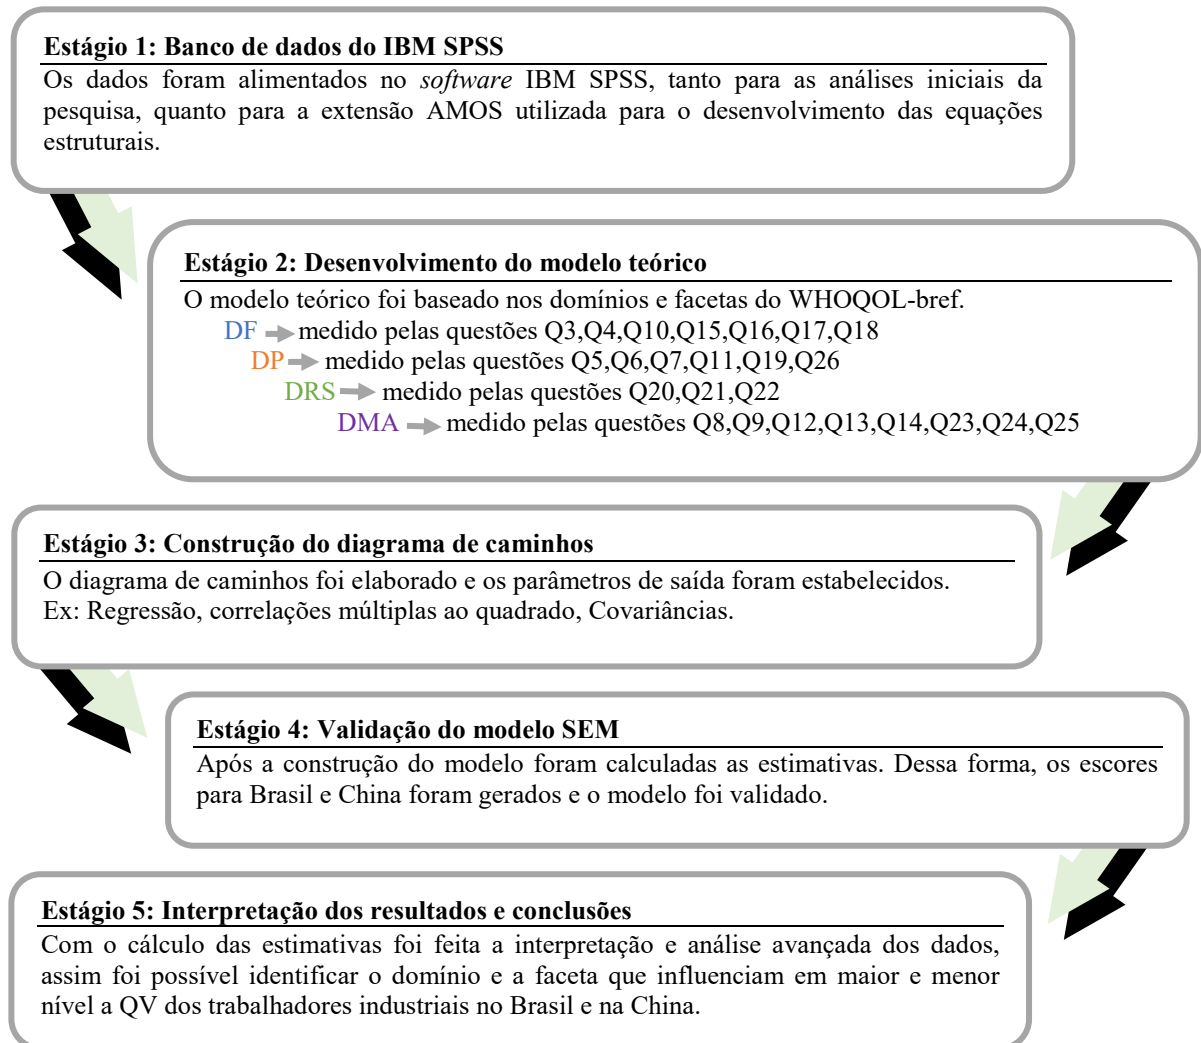 Estágio 1: Banco de dados do IBM SPSS
Os dados foram alimentados no software IBM SPSS, tanto para as análises iniciais da
pesquisa, quanto para a extensão AMOS utilizada para o desenvolvimento das equações
estruturais.
Estágio 2: Desenvolvimento do modelo teórico
O modelo teórico foi baseado nos domínios e facetas do WHOQOL-bref.
DF medido pelas questões Q3,Q4,Q10,Q15,Q16,Q17,Q18
DP medido pelas questões Q5,Q6,Q7,Q11,Q19,Q26
DRS medido pelas questões Q20,Q21,Q22
DMA medido pelas questões Q8,Q9,Q12,Q13,Q14,Q23,Q24,Q25
Estágio 3: Construção do diagrama de caminhos
O diagrama de caminhos foi elaborado e os parâmetros de saída foram estabelecidos.
Ex: Regressão, correlações múltiplas ao quadrado, Covariâncias.
Estágio 4: Validação do modelo SEM
Após a construção do modelo foram calculadas as estimativas. Dessa forma, os escores
para Brasil e China foram gerados e o modelo foi validado.
Estágio 5: Interpretação dos resultados e conclusões
Com o cálculo das estimativas foi feita a interpretação e análise avançada dos dados,
assim foi possível identificar o domínio e a faceta que influenciam em maior e menor
nível a QV dos trabalhadores industriais no Brasil e na China.